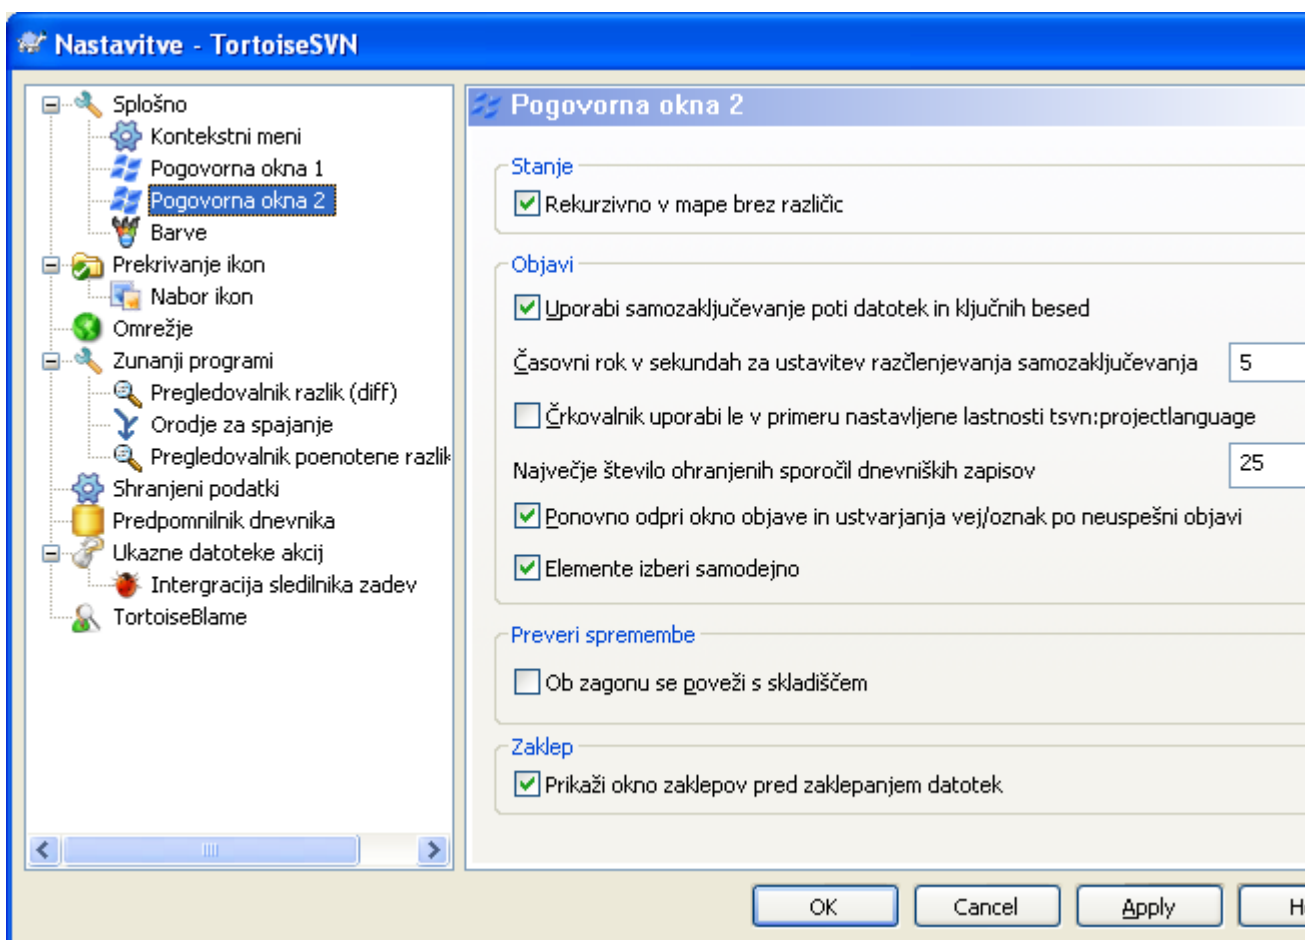 Nastavitve - TortoiseSVN
Splošno
Kontekstni meni
Pogovorna okna 1
Pogovorna okna 2
Barve
Prekrivanje ikon
Nabor ikon
Omrežje
Zunanji programi
Pregledovalnik razlik (diff)
Orodje za spajanje
Pregledovalnik poenotene razlik
Shranjeni podatki
Predpomnilnik dnevnika
Ukazne datoteke akcij
Intergracija sledilnika zadev
TortoiseBlame
Pogovorna okna 2
Stanje
Rekurzivno v mape brez različic
Objavi
Uporabi samozaključevanje poti datotek in ključnih besed
Časovni rok v sekundah za ustavitev razčlenjevanja samozaključevanja 5
Črkovalnik uporabi le v primeru nastavljene lastnosti tsvn:projectlanguage
Največje število ohranjenih sporočil dnevniških zapisov 25
Ponovno odpri okno objave in ustvarjanja vej/oznak po neuspešni objavi
Elemente izberi samodejno
Preveri spremembe
Ob zagonu se poveži s skladiščem
Zaklep
Prikaži okno zaklepov pred zaklepanjem datotek
OK Cancel Apply